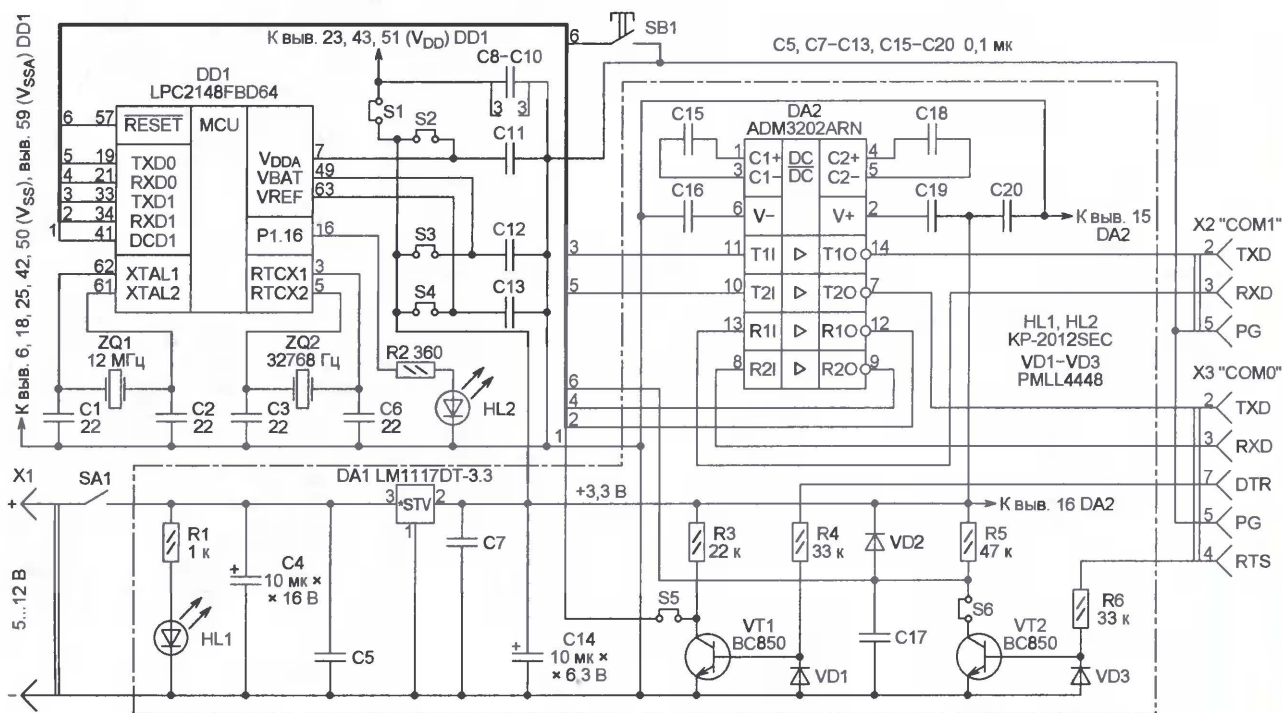 К выв. 6, 18, 25, 42, 50 (VSS), выв. 59 (VSSA) DD1
К выв. 23, 43, 51 (VDD) DD1
6
SB1
C5, C7–C13, C15–C20 0,1 мк
C8–C10
3 3
S1
S2
C11
DD1
LPC2148FBD64
MCU
6 57 RESET
5 19 TXD0
4 21 RXD0
3 33 TXD1
2 34 RXD1
1 41 DCD1
62 XTAL1
61 XTAL2
VDDA 7
VBAT 49
VREF 63
P1.16 16
RTCX1 3
RTCX2 5
S3
C12
S4
C13
ZQ1
12 МГц
ZQ2
32768 Гц
R2 360
HL2
C1
22
C2
22
C3
22
C6
22
DA2
ADM3202ARN
C15
C18
1 C1+ DC C2+ 4
3 C1– DC C2– 5
C16
C19
C20
6 V– V+ 2
К выв. 15
DA2
3 11 T1I T1O 14
5 10 T2I T2O 7
13 R1I R1O 12
8 R2I R2O 9
6
4
2
1
X2 "COM1"
2 TXD
3 RXD
5 PG
HL1, HL2
KP-2012SEC
VD1–VD3
PMLL4448
X3 "COM0"
2 TXD
3 RXD
7 DTR
5 PG
4 RTS
X1
+
SA1
5...12 В
–
R1
1 к
HL1
+ C4
10 мк ×
× 16 В
C5
DA1 LM1117DT-3.3
3 *STV 2
1
C7
+ C14
10 мк ×
× 6,3 В
+3,3 В
К выв. 16 DA2
R3
22 к
R4
33 к
VD2
R5
47 к
S5
VT1
BC850
VD1
C17
S6
VT2
BC850
R6
33 к
VD3